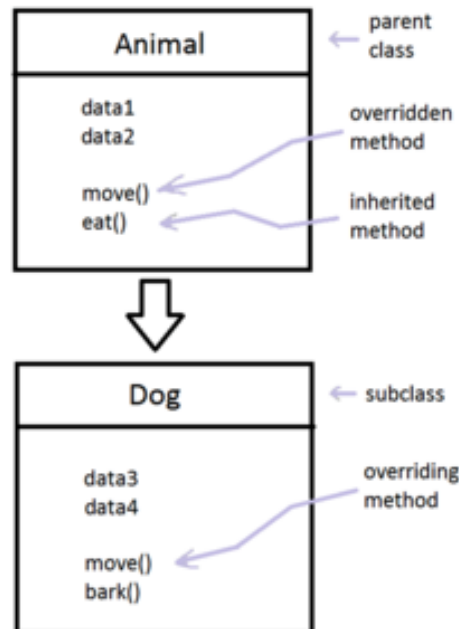 Animal
parent
class
data1
data2
overridden
method
move()
eat()
inherited
method
Dog
subclass
data3
data4
overriding
method
move()
bark()